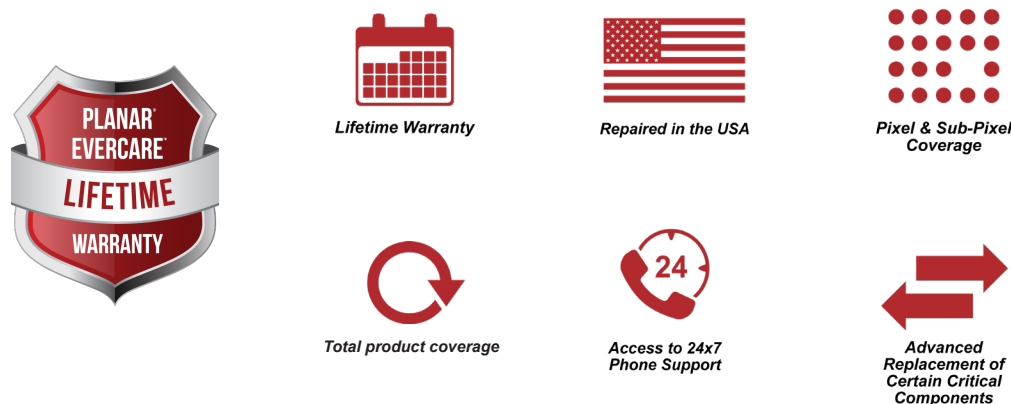 PLANAR®
EVERCARE®
LIFETIME
WARRANTY
Lifetime Warranty
Repaired in the USA
Pixel & Sub-Pixel
Coverage
Total product coverage
24
Access to 24x7
Phone Support
Advanced
Replacement of
Certain Critical
Components